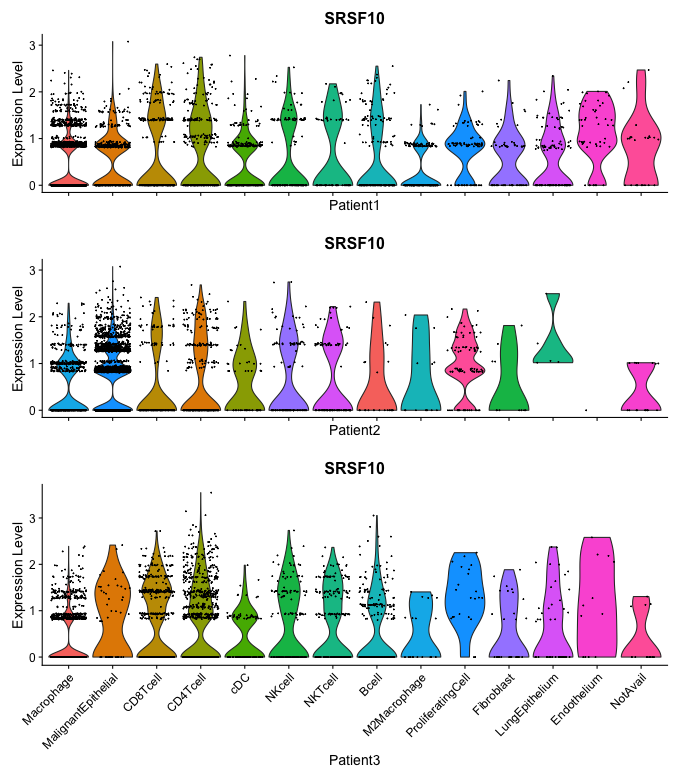 SRSF10
Expression Level
3
2
1
0
Patient1
SRSF10
Expression Level
3
2
1
0
Patient2
SRSF10
Expression Level
3
2
1
0
Macrophage
MalignantEpithelial
CD8Tcell
CD4Tcell
cDC
NKcell
NKTcell
Bcell
M2Macrophage
ProliferatingCell
Fibroblast
LungEpithelium
Endothelium
NotAvail
Patient3